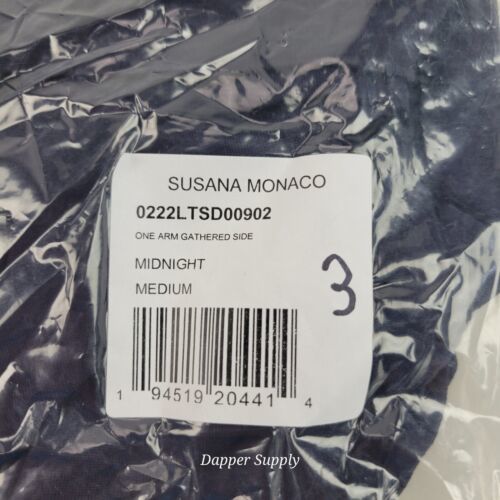 SUSANA MONACO
0222LTSD00902
ONE ARM GATHERED SIDE
MIDNIGHT
MEDIUM
3
1 94519 20441 4
Dapper Supply